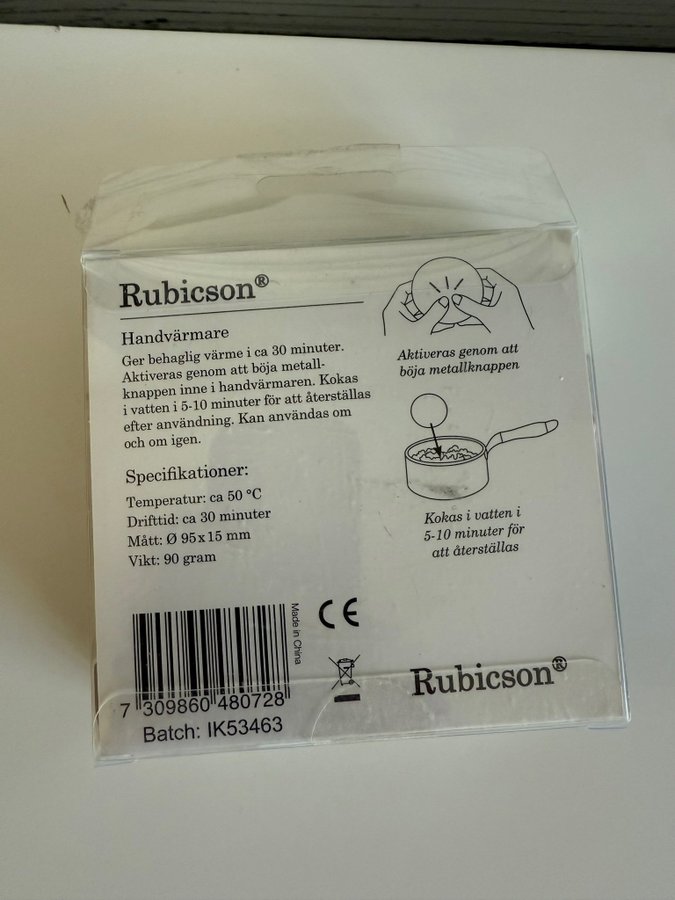 Rubicson®
Handvärmare
Ger behaglig värme i ca 30 minuter.
Aktiveras genom att böja metall-
knappen inne i handvärmaren. Kokas
i vatten i 5-10 minuter för att återställas
efter användning. Kan användas om
och om igen.
Specifikationer:
Temperatur: ca 50 °C
Drifttid: ca 30 minuter
Mått: Ø 95x15 mm
Vikt: 90 gram
Aktiveras genom att
böja metallknappen
Kokas i vatten i
5-10 minuter för
att återställas
Made in China
CE
7 309860 480728
Batch: IK53463
Rubicson®